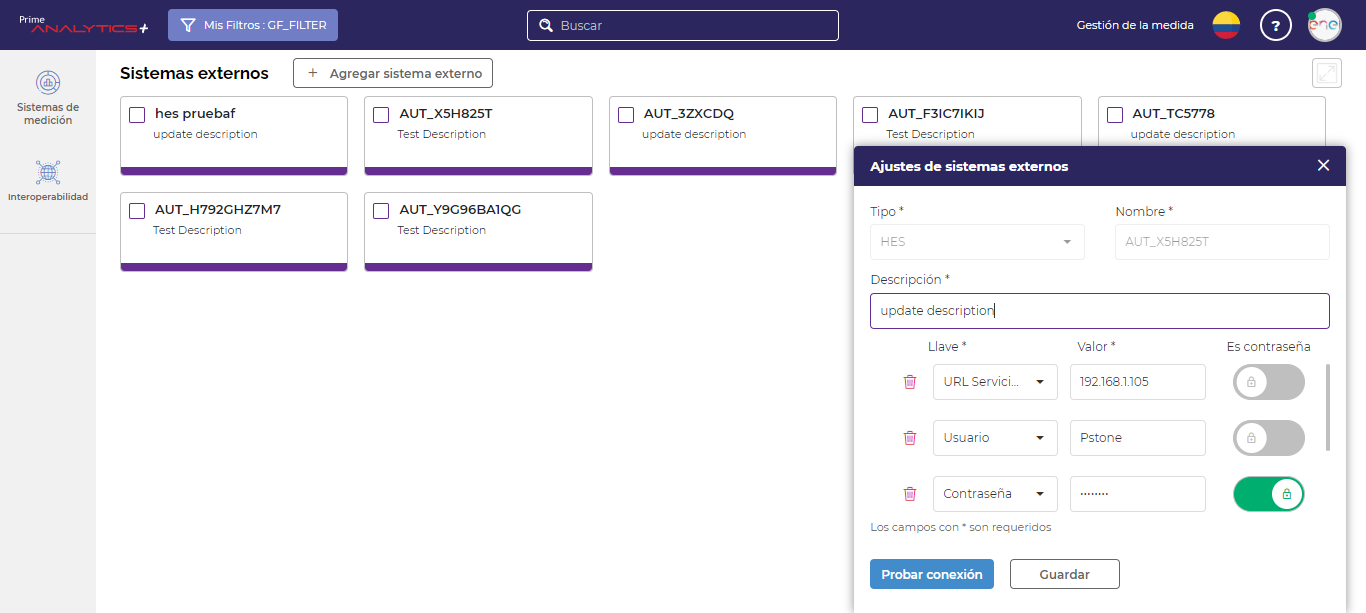 Prime
ANALYTICS+
Mis Filtros : GF_FILTER
Buscar
Gestión de la medida
?
ene
Sistemas de
medición
Interoperabilidad
Sistemas externos
+ Agregar sistema externo
hes pruebaf
update description
AUT_X5H825T
Test Description
AUT_3ZXCDQ
update description
AUT_F3IC7IKIJ
Test Description
AUT_TC5778
update description
AUT_H792GHZ7M7
Test Description
AUT_Y9G96BA1QG
Test Description
Ajustes de sistemas externos
Tipo *
Nombre *
HES
AUT_X5H825T
Descripción *
update description
Llave *
Valor *
Es contraseña
URL Servici...
192.168.1.105
Usuario
Pstone
Contraseña
········
Los campos con * son requeridos
Probar conexión
Guardar